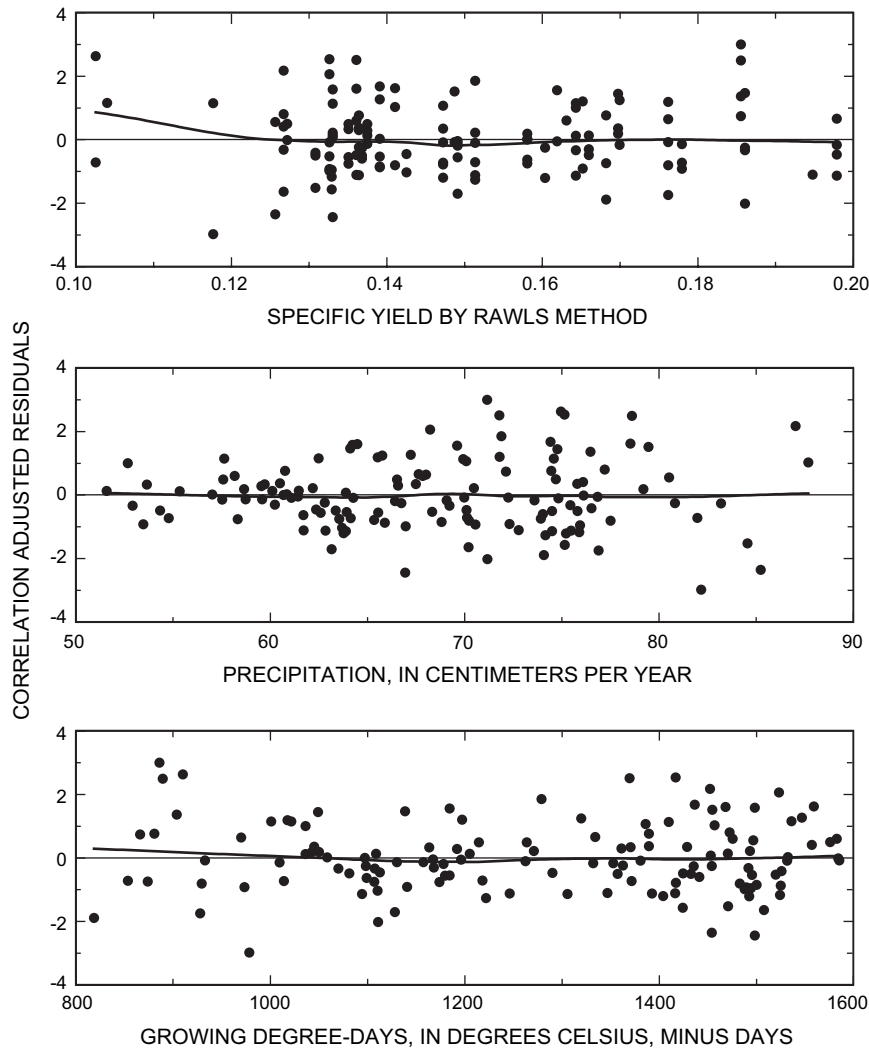 CORRELATION ADJUSTED RESIDUALS
4
2
0
-2
-4
0.10 0.12 0.14 0.16 0.18 0.20
SPECIFIC YIELD BY RAWLS METHOD
4
2
0
-2
-4
50 60 70 80 90
PRECIPITATION, IN CENTIMETERS PER YEAR
4
2
0
-2
-4
800 1000 1200 1400 1600
GROWING DEGREE-DAYS, IN DEGREES CELSIUS, MINUS DAYS